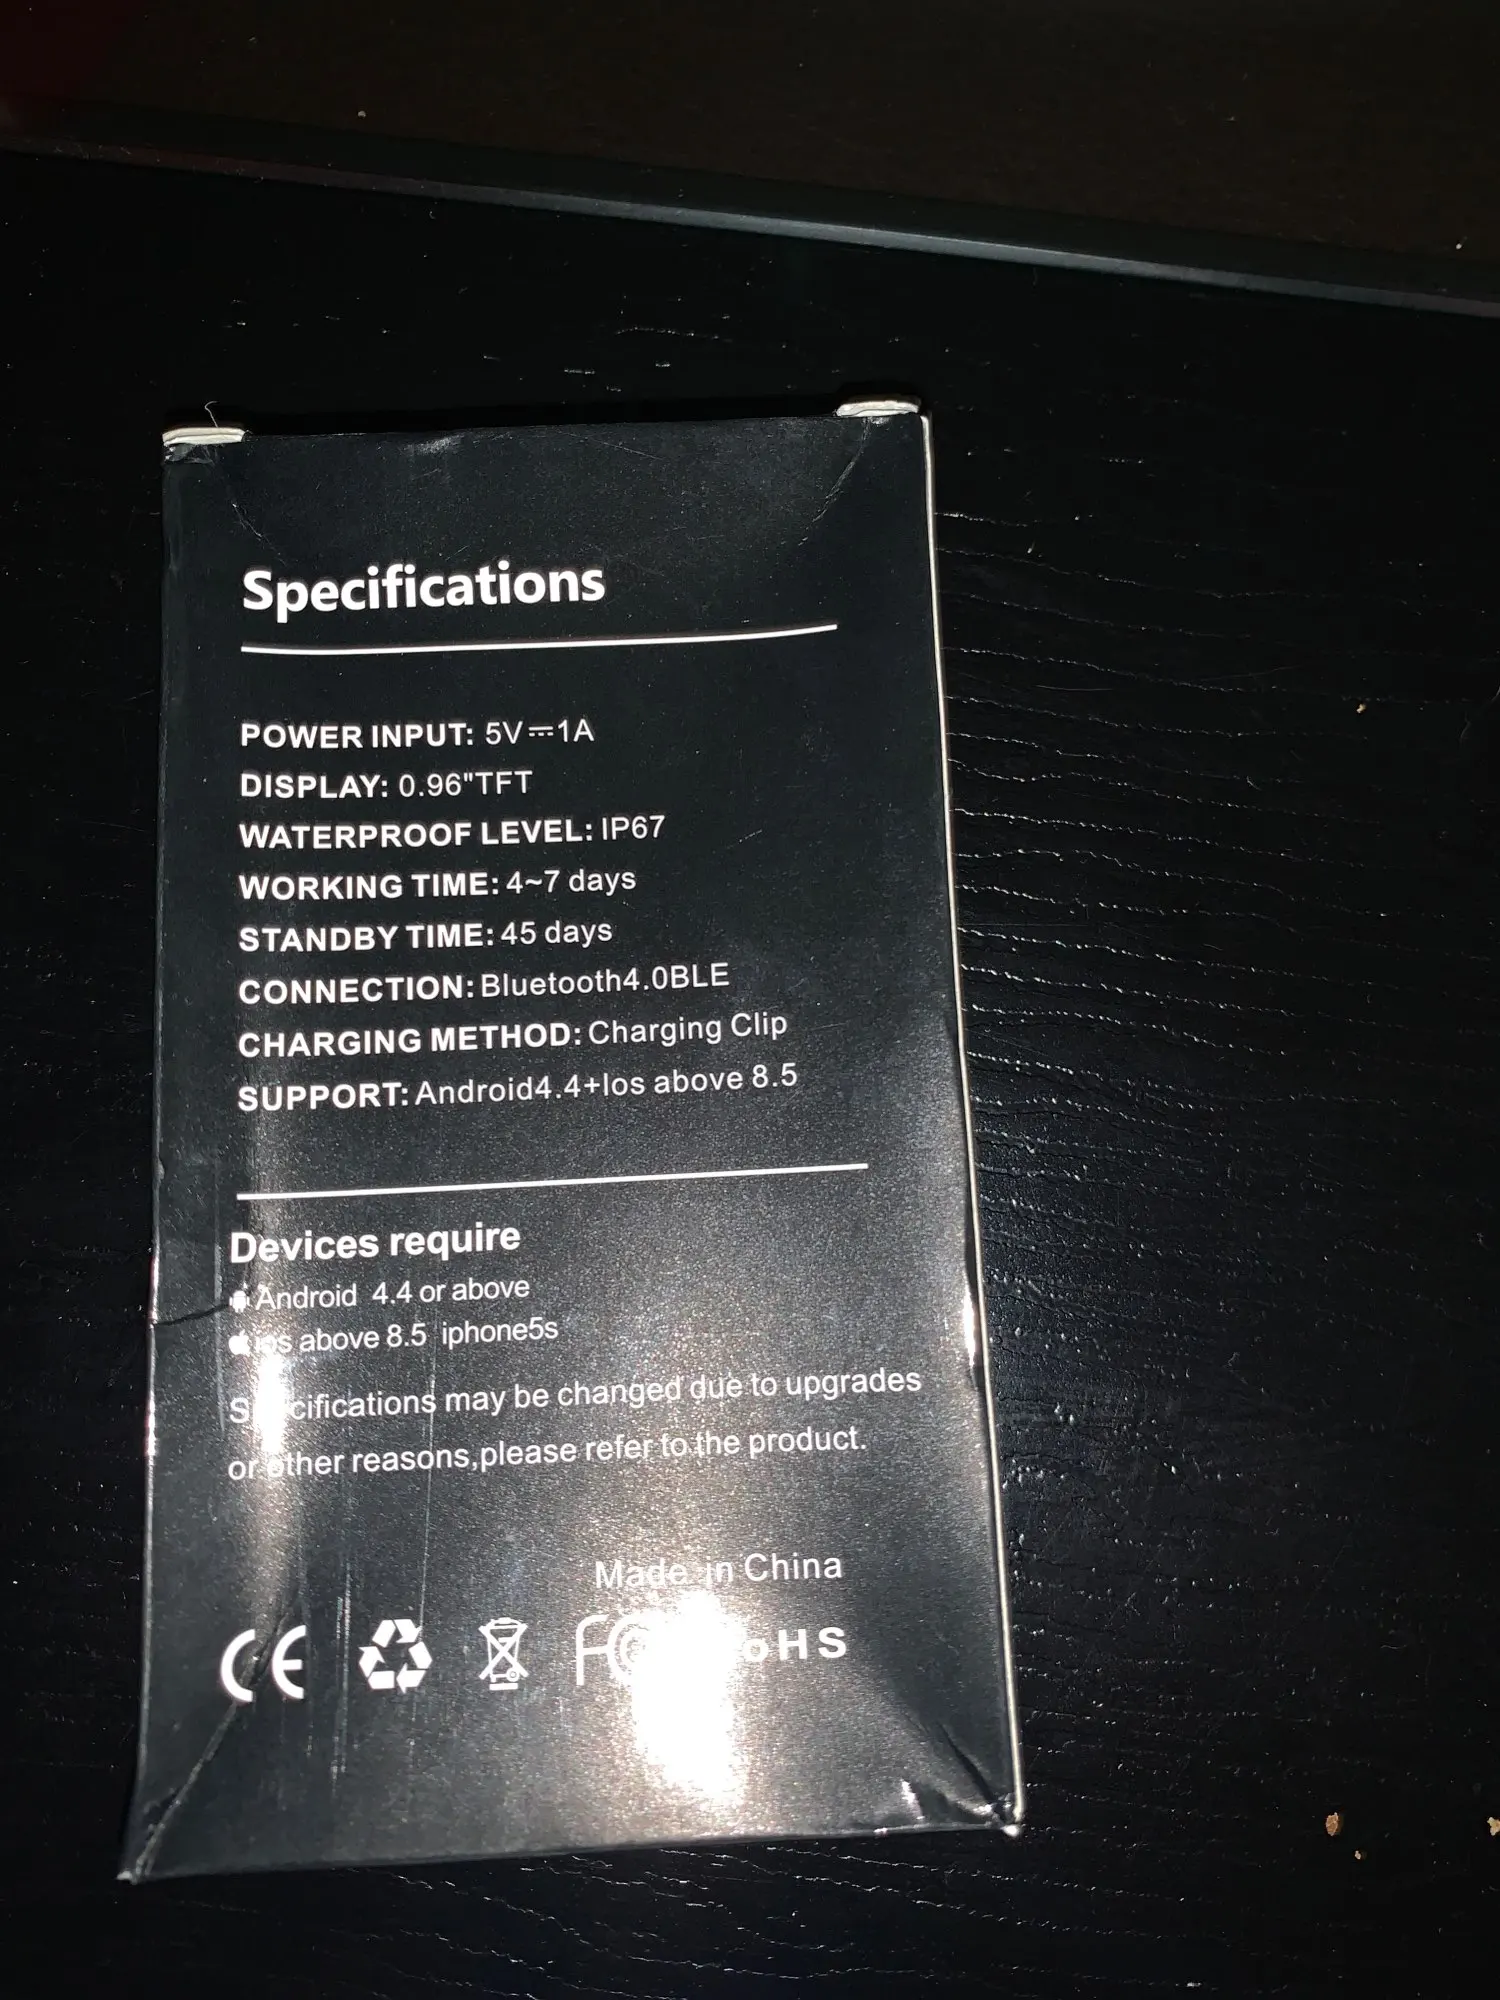 Specifications
POWER INPUT: 5V⎓1A
DISPLAY: 0.96"TFT
WATERPROOF LEVEL: IP67
WORKING TIME: 4~7 days
STANDBY TIME: 45 days
CONNECTION: Bluetooth4.0BLE
CHARGING METHOD: Charging Clip
SUPPORT: Android4.4+Ios above 8.5
Devices require
Android 4.4 or above
ios above 8.5 iphone5s
Specifications may be changed due to upgrades
or other reasons,please refer to the product.
Made in China
CE